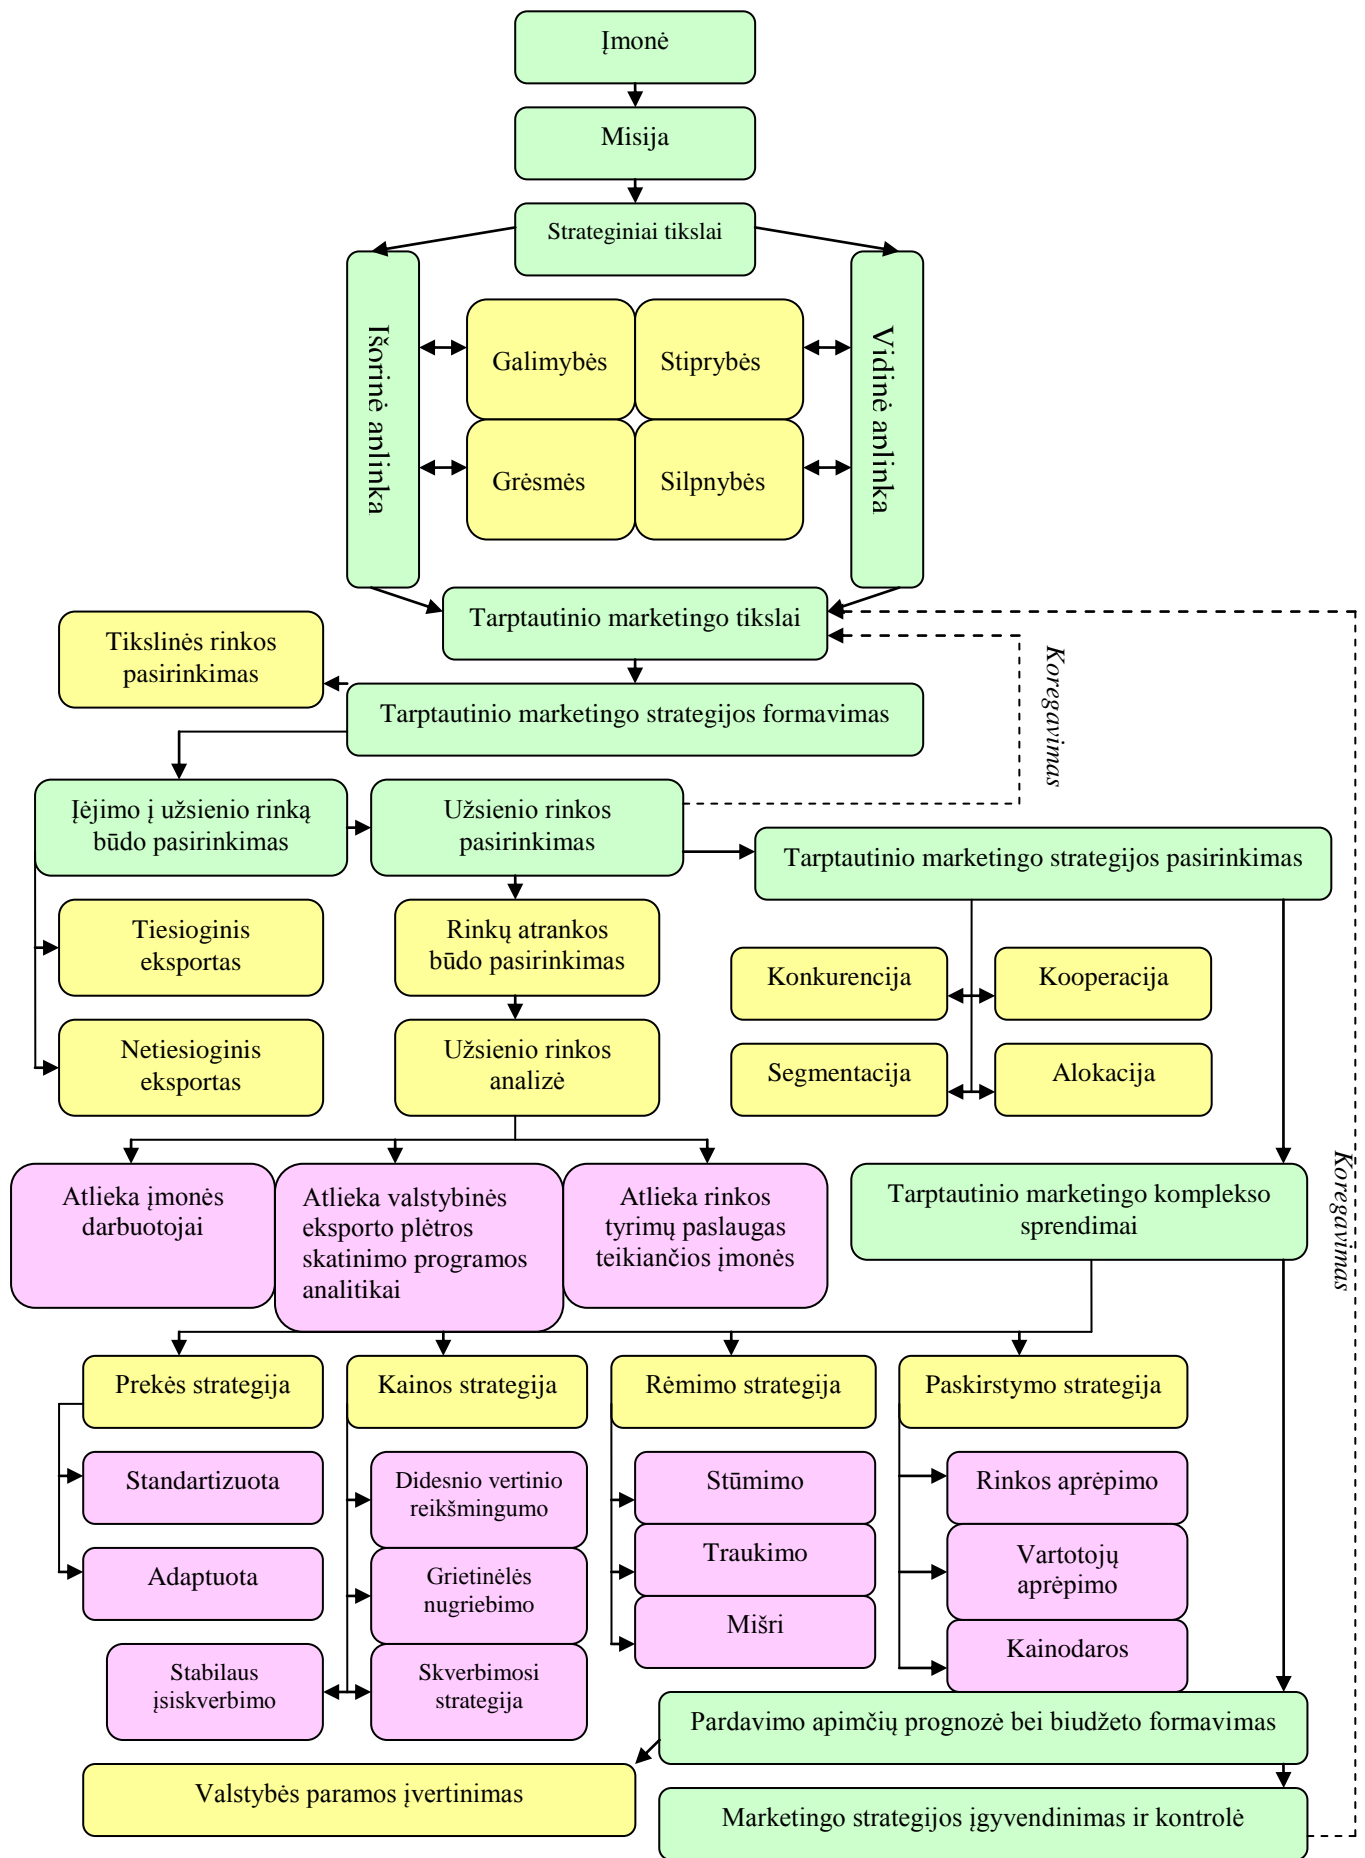 Įmonė
Misija
Strateginiai tikslai
Išorinė aplinka
Vidinė aplinka
Galimybės
Stiprybės
Grėsmės
Silpnybės
Tarptautinio marketingo tikslai
Tikslinės rinkos
pasirinkimas
Tarptautinio marketingo strategijos formavimas
Koregavimas
Įėjimo į užsienio rinką
būdo pasirinkimas
Užsienio rinkos
pasirinkimas
Tarptautinio marketingo strategijos pasirinkimas
Tiesioginis
eksportas
Rinkų atrankos
būdo pasirinkimas
Konkurencija
Kooperacija
Netiesioginis
eksportas
Užsienio rinkos
analizė
Segmentacija
Alokacija
Atlieka įmonės
darbuotojai
Atlieka valstybinės
eksporto plėtros
skatinimo programos
analitikai
Atlieka rinkos
tyrimų paslaugas
teikiančios įmonės
Tarptautinio marketingo komplekso
sprendimai
Koregavimas
Prekės strategija
Kainos strategija
Rėmimo strategija
Paskirstymo strategija
Standartizuota
Didesnio vertinio
reikšmingumo
Stūmimo
Rinkos aprėpimo
Adaptuota
Grietinėlės
nugriebimo
Traukimo
Vartotojų
aprėpimo
Stabilaus
įsiskverbimo
Skverbimosi
strategija
Mišri
Kainodaros
Pardavimo apimčių prognozė bei biudžeto formavimas
Valstybės paramos įvertinimas
Marketingo strategijos įgyvendinimas ir kontrolė